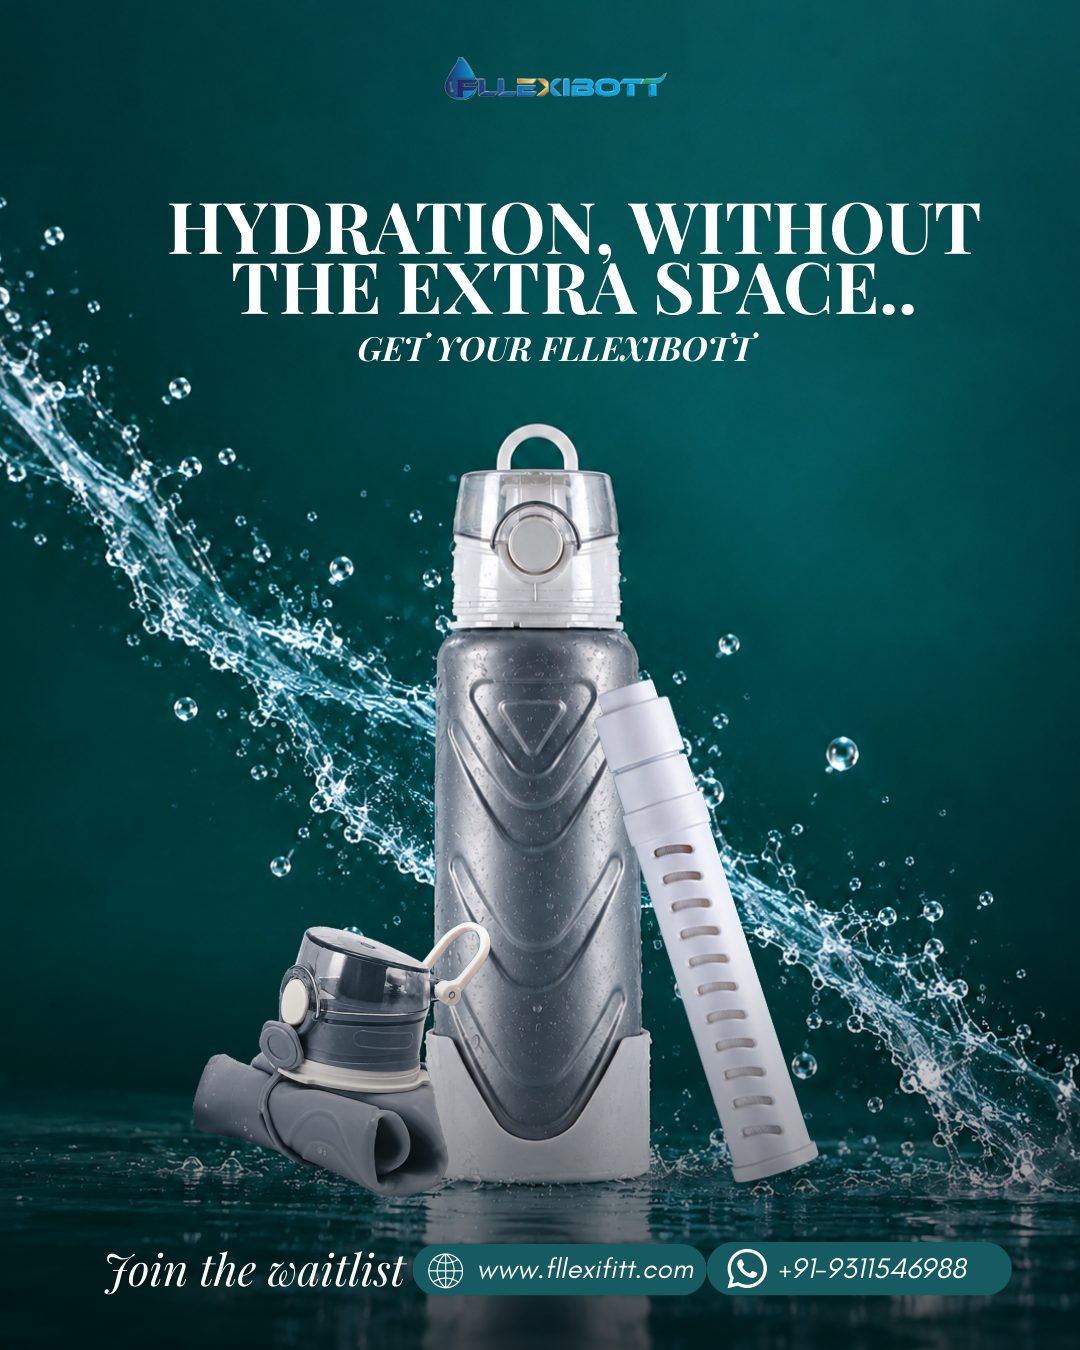 FLLEXIBOTT
HYDRATION, WITHOUT
THE EXTRA SPACE..
GET YOUR FLLEXIBOTT
Join the waitlist
www.fllexifitt.com
+91-9311546988